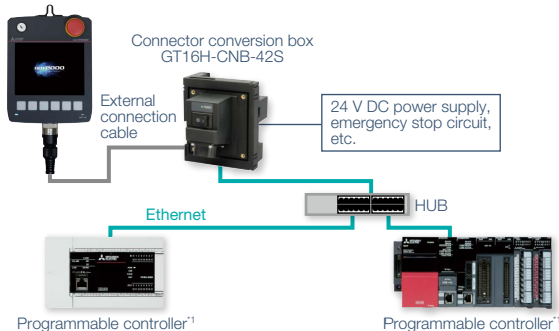 Connector conversion box
GT16H-CNB-42S
External
connection
cable
24 V DC power supply,
emergency stop circuit,
etc.
HUB
Ethernet
Programmable controller*1
Programmable controller*1